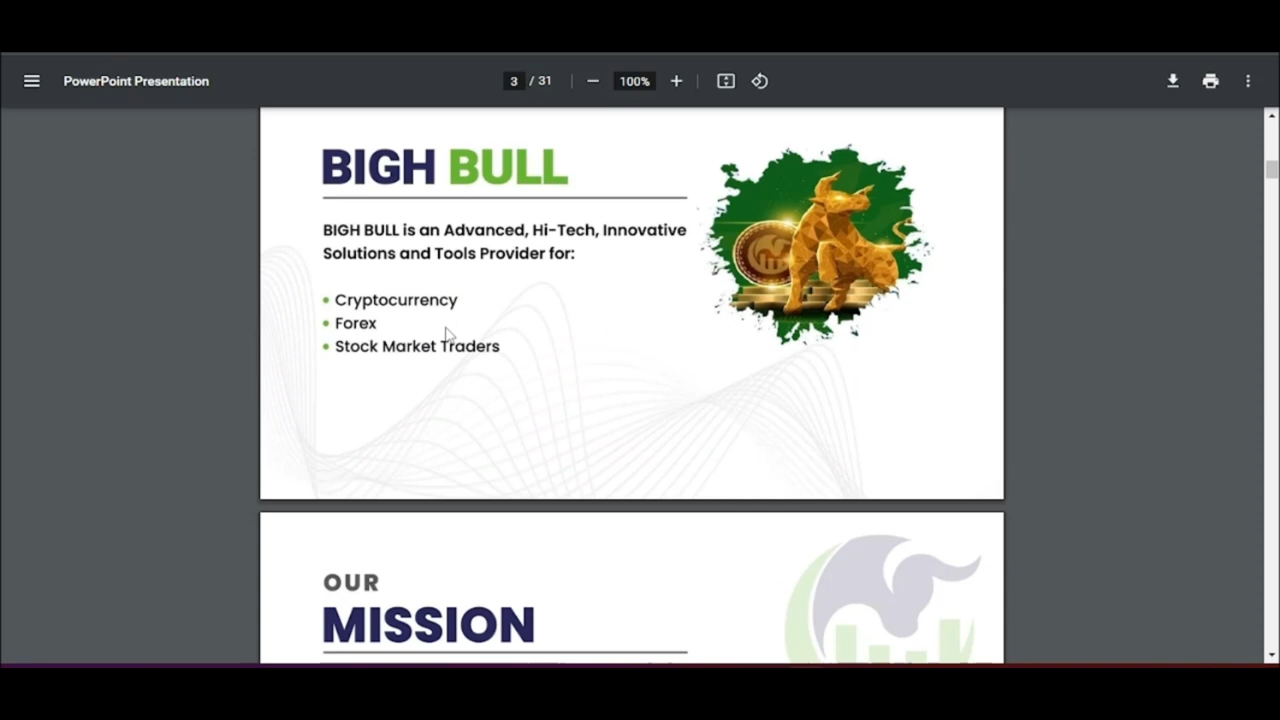 PowerPoint Presentation
3 / 31
100%
BIGH BULL
BIGH BULL is an Advanced, Hi-Tech, Innovative
Solutions and Tools Provider for:
• Cryptocurrency
• Forex
• Stock Market Traders
OUR
MISSION